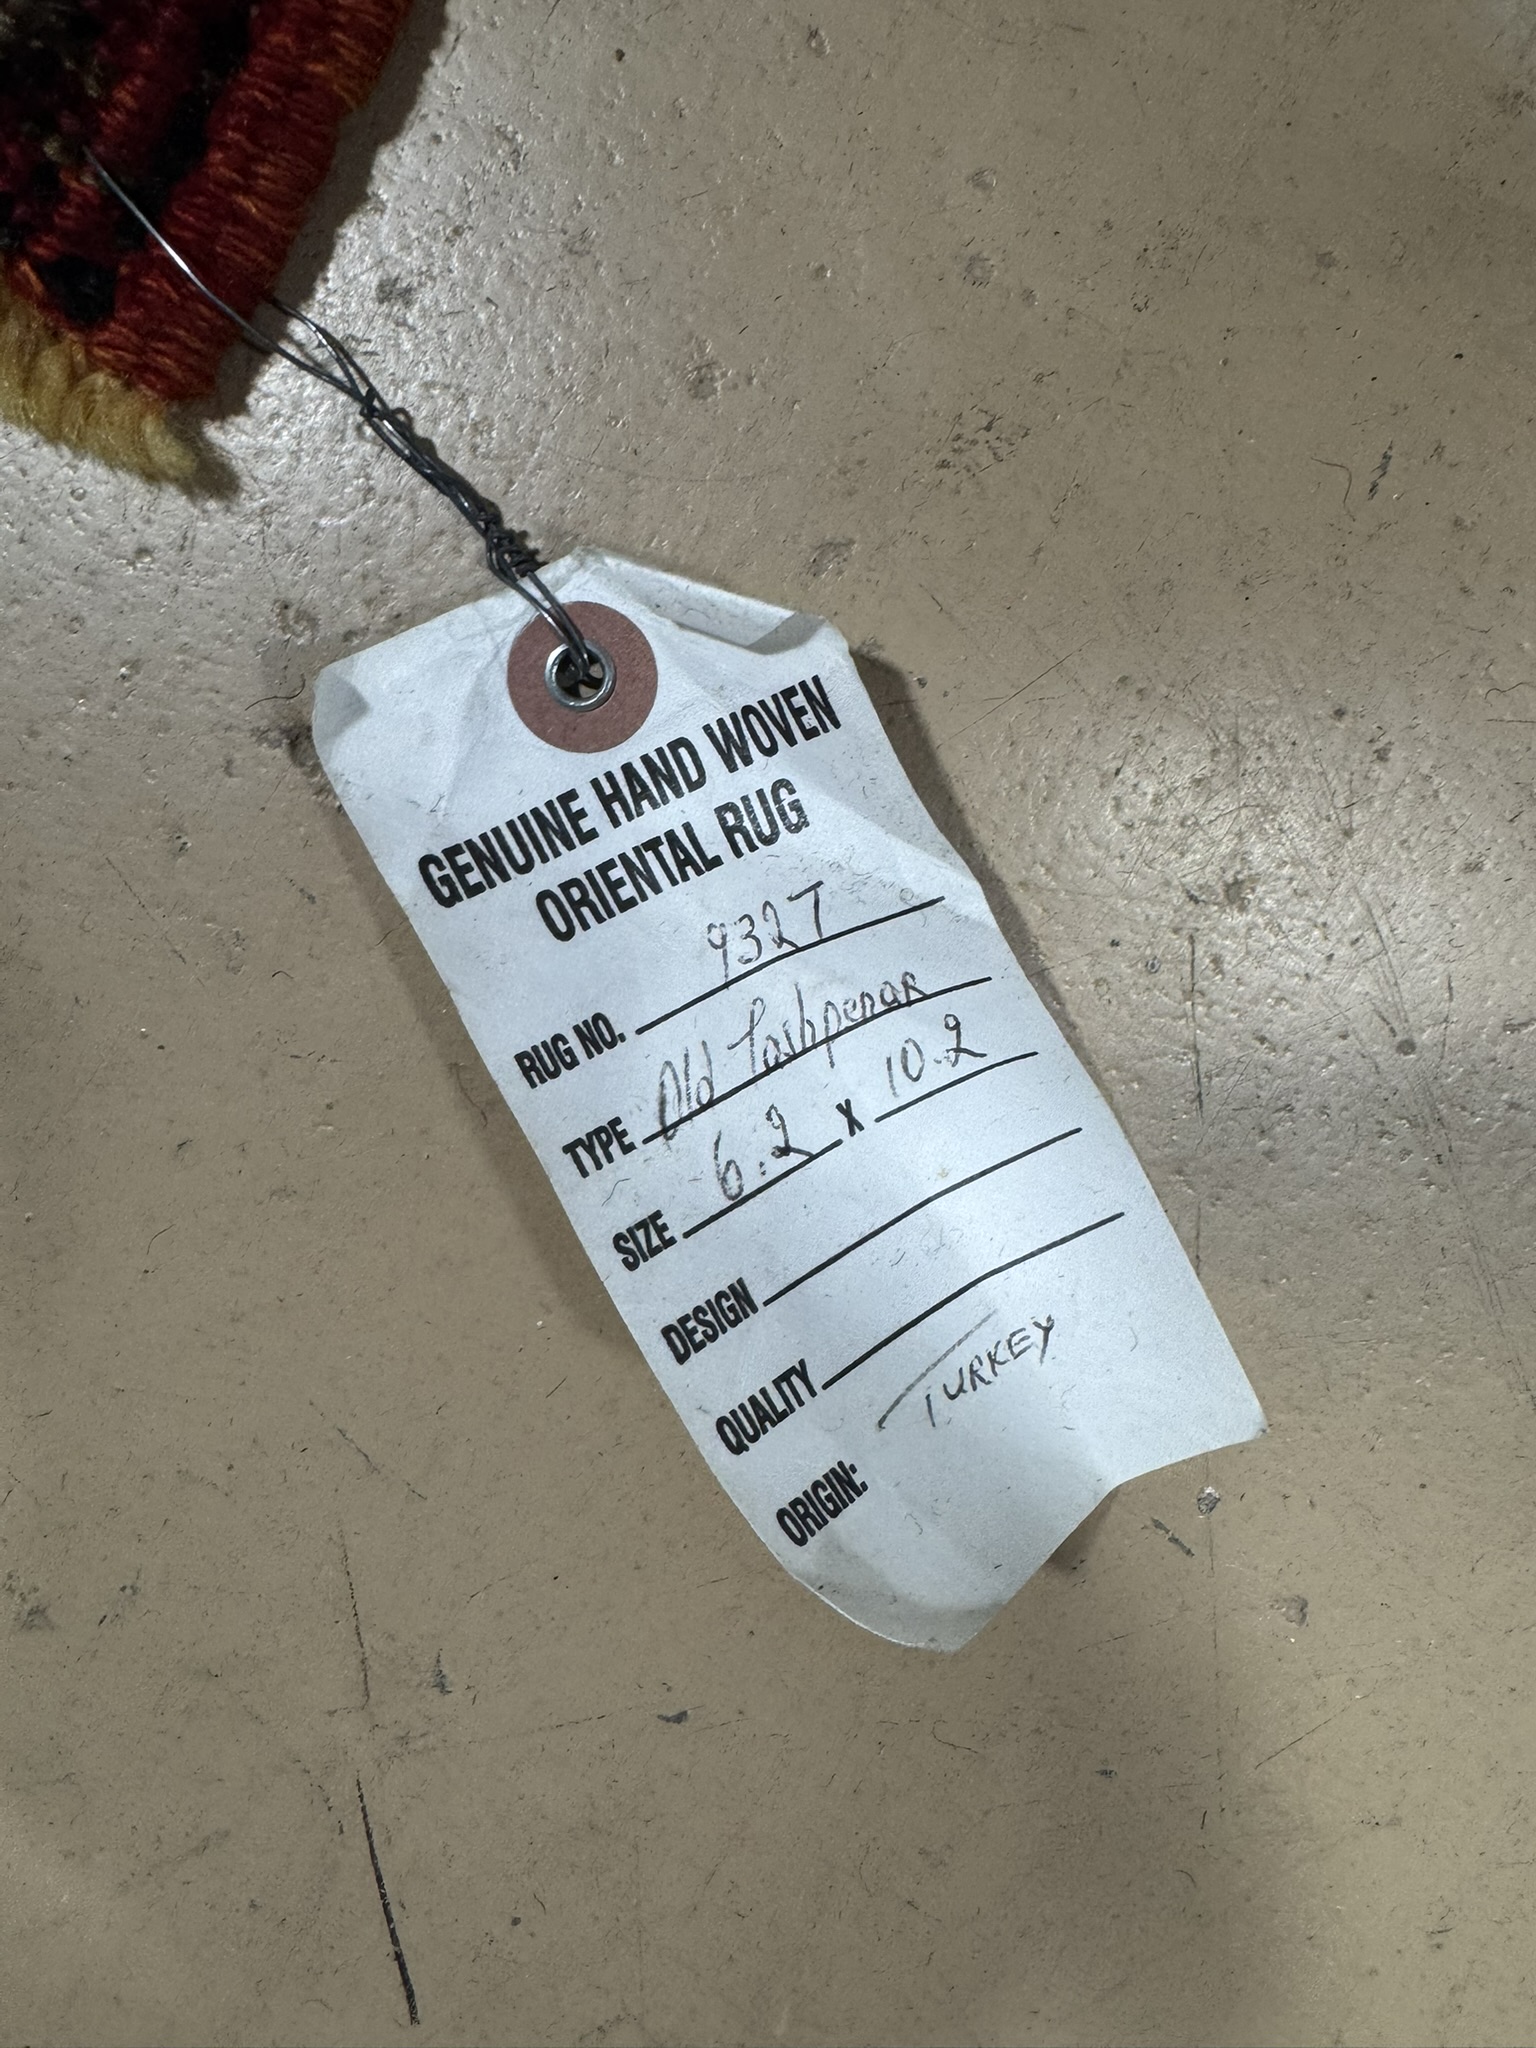 GENUINE HAND WOVEN
ORIENTAL RUG
RUG NO. 932T
TYPE Old Tashpenar
SIZE 6.2 X 10.2
DESIGN
QUALITY
ORIGIN: TURKEY